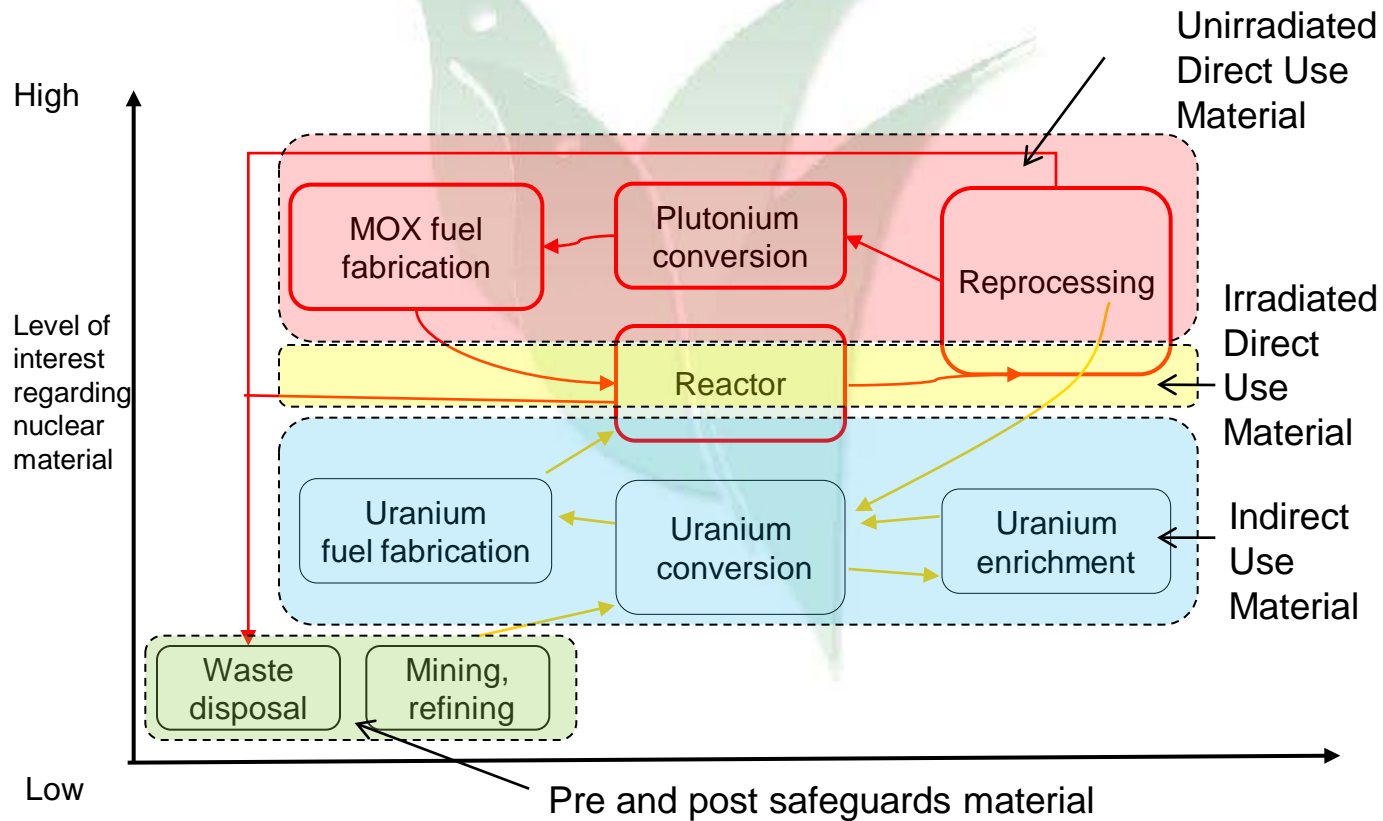 Unirradiated
Direct Use
Material
High
MOX fuel
fabrication
Plutonium
conversion
Reprocessing
Level of
interest
regarding
nuclear
material
Reactor
Irradiated
Direct
Use
Material
Uranium
fuel fabrication
Uranium
conversion
Uranium
enrichment
Indirect
Use
Material
Waste
disposal
Mining,
refining
Low
Pre and post safeguards material